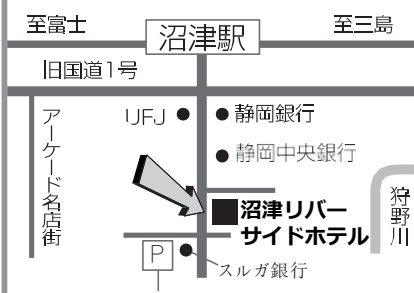 至富士
沼津駅
至三島
旧国道1号
アーケード名店街
UFJ
静岡銀行
静岡中央銀行
沼津リバー
サイドホテル
狩野川
P
スルガ銀行